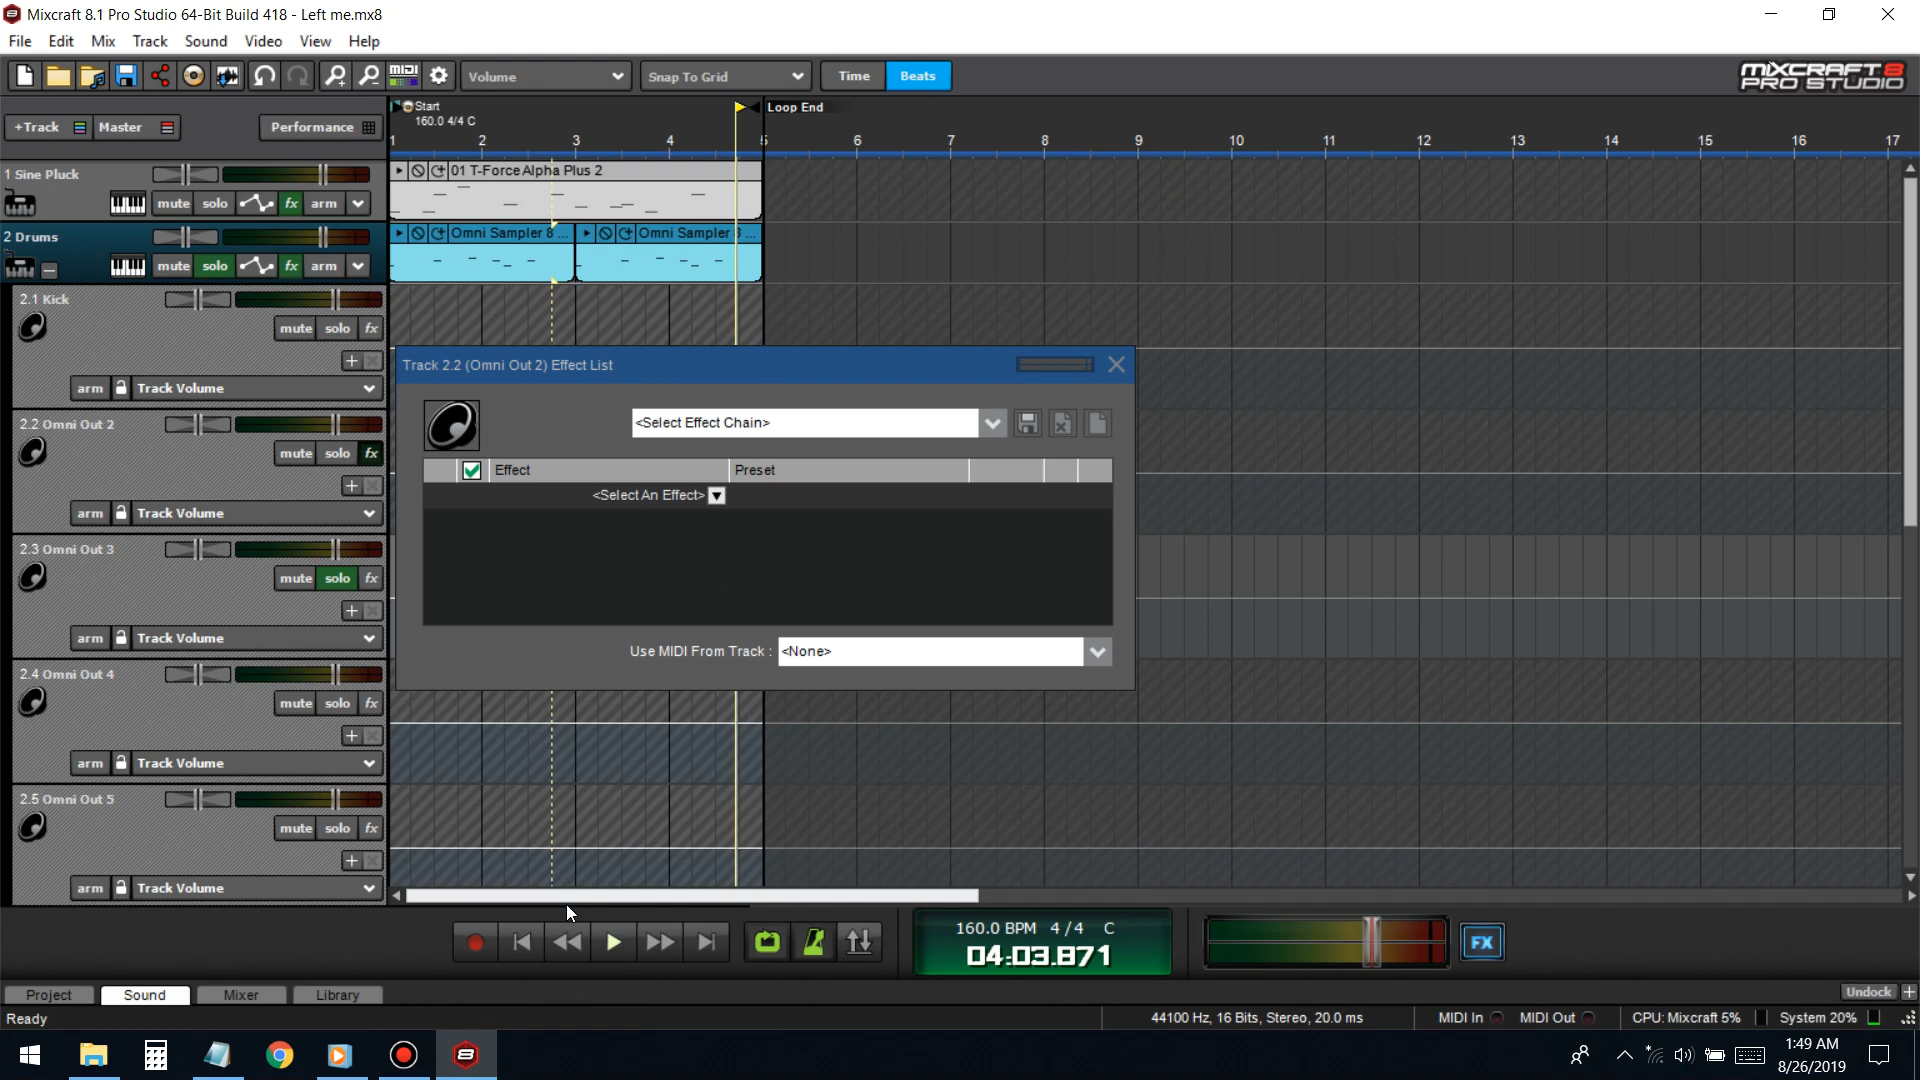 Mixcraft 8.1 Pro Studio 64-Bit Build 418 - Left me.mx8
File Edit Mix Track Sound Video View Help
MIDI Volume Snap To Grid Time Beats MIXCRAFT 8 PRO STUDIO
+Track Master Performance
Start Loop End
160.0 4/4 C
1 2 3 4 5 6 7 8 9 10 11 12 13 14 15 16 17
1 Sine Pluck
01 T-Force Alpha Plus 2
mute solo fx arm
2 Drums
Omni Sampler 8 ... Omni Sampler 8 ...
mute solo fx arm
2.1 Kick
mute solo fx
arm Track Volume
2.2 Omni Out 2
mute solo fx
arm Track Volume
2.3 Omni Out 3
mute solo fx
arm Track Volume
2.4 Omni Out 4
mute solo fx
arm Track Volume
2.5 Omni Out 5
mute solo fx
arm Track Volume
Track 2.2 (Omni Out 2) Effect List
<Select Effect Chain>
Effect Preset
<Select An Effect>
Use MIDI From Track : <None>
160.0 BPM 4/4 C
04:03.871
FX
Project Sound Mixer Library Undock
Ready 44100 Hz, 16 Bits, Stereo, 20.0 ms MIDI In MIDI Out CPU: Mixcraft 5% System 20%
1:49 AM
8/26/2019